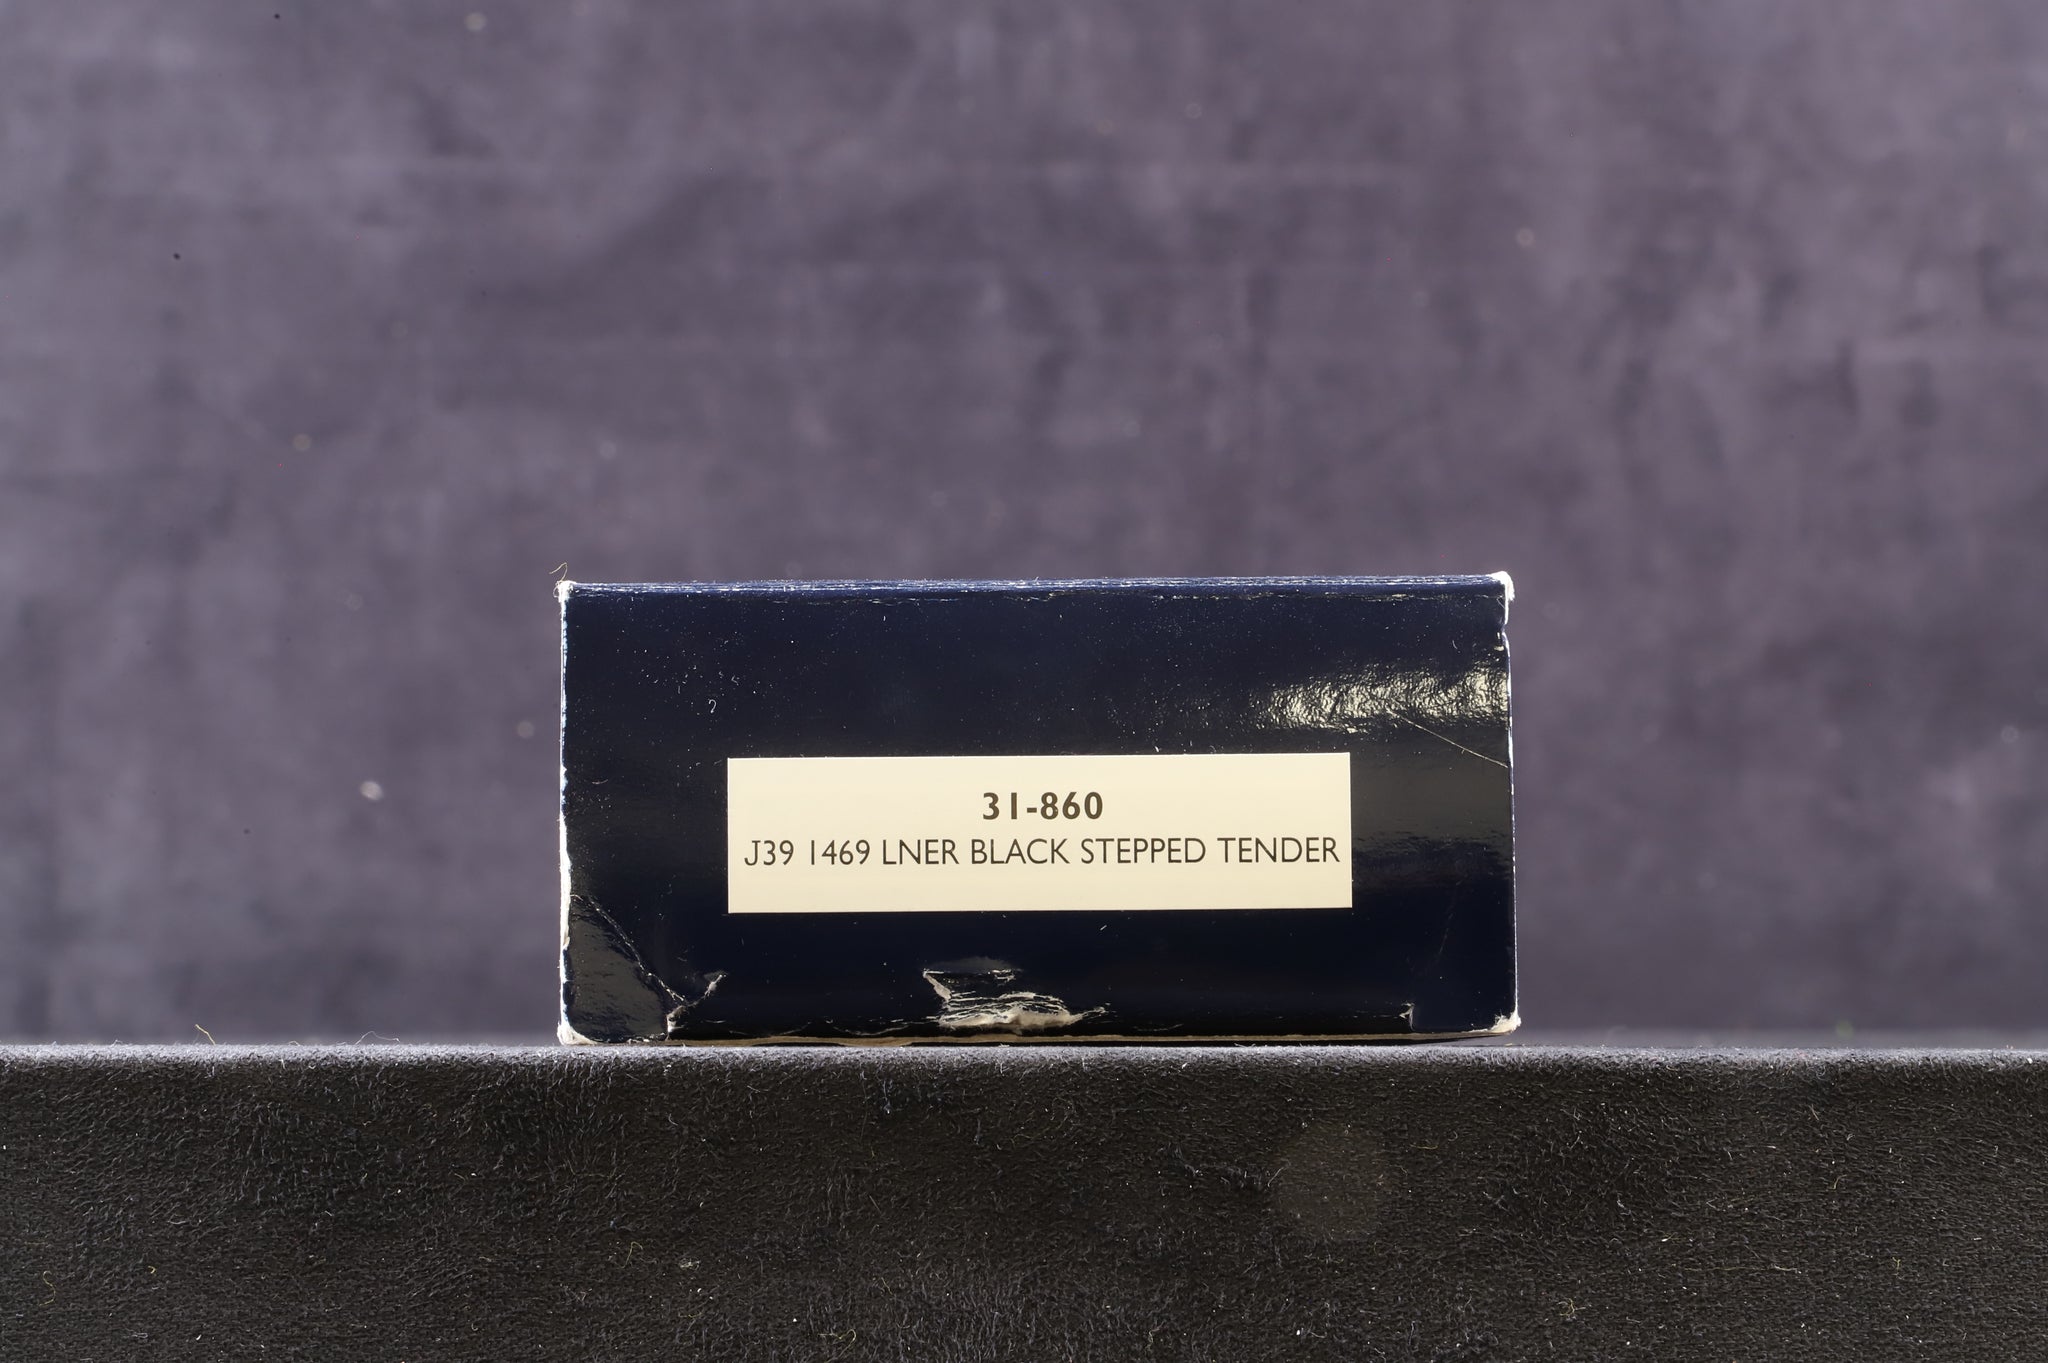 31-860
J39 1469 LNER BLACK STEPPED TENDER